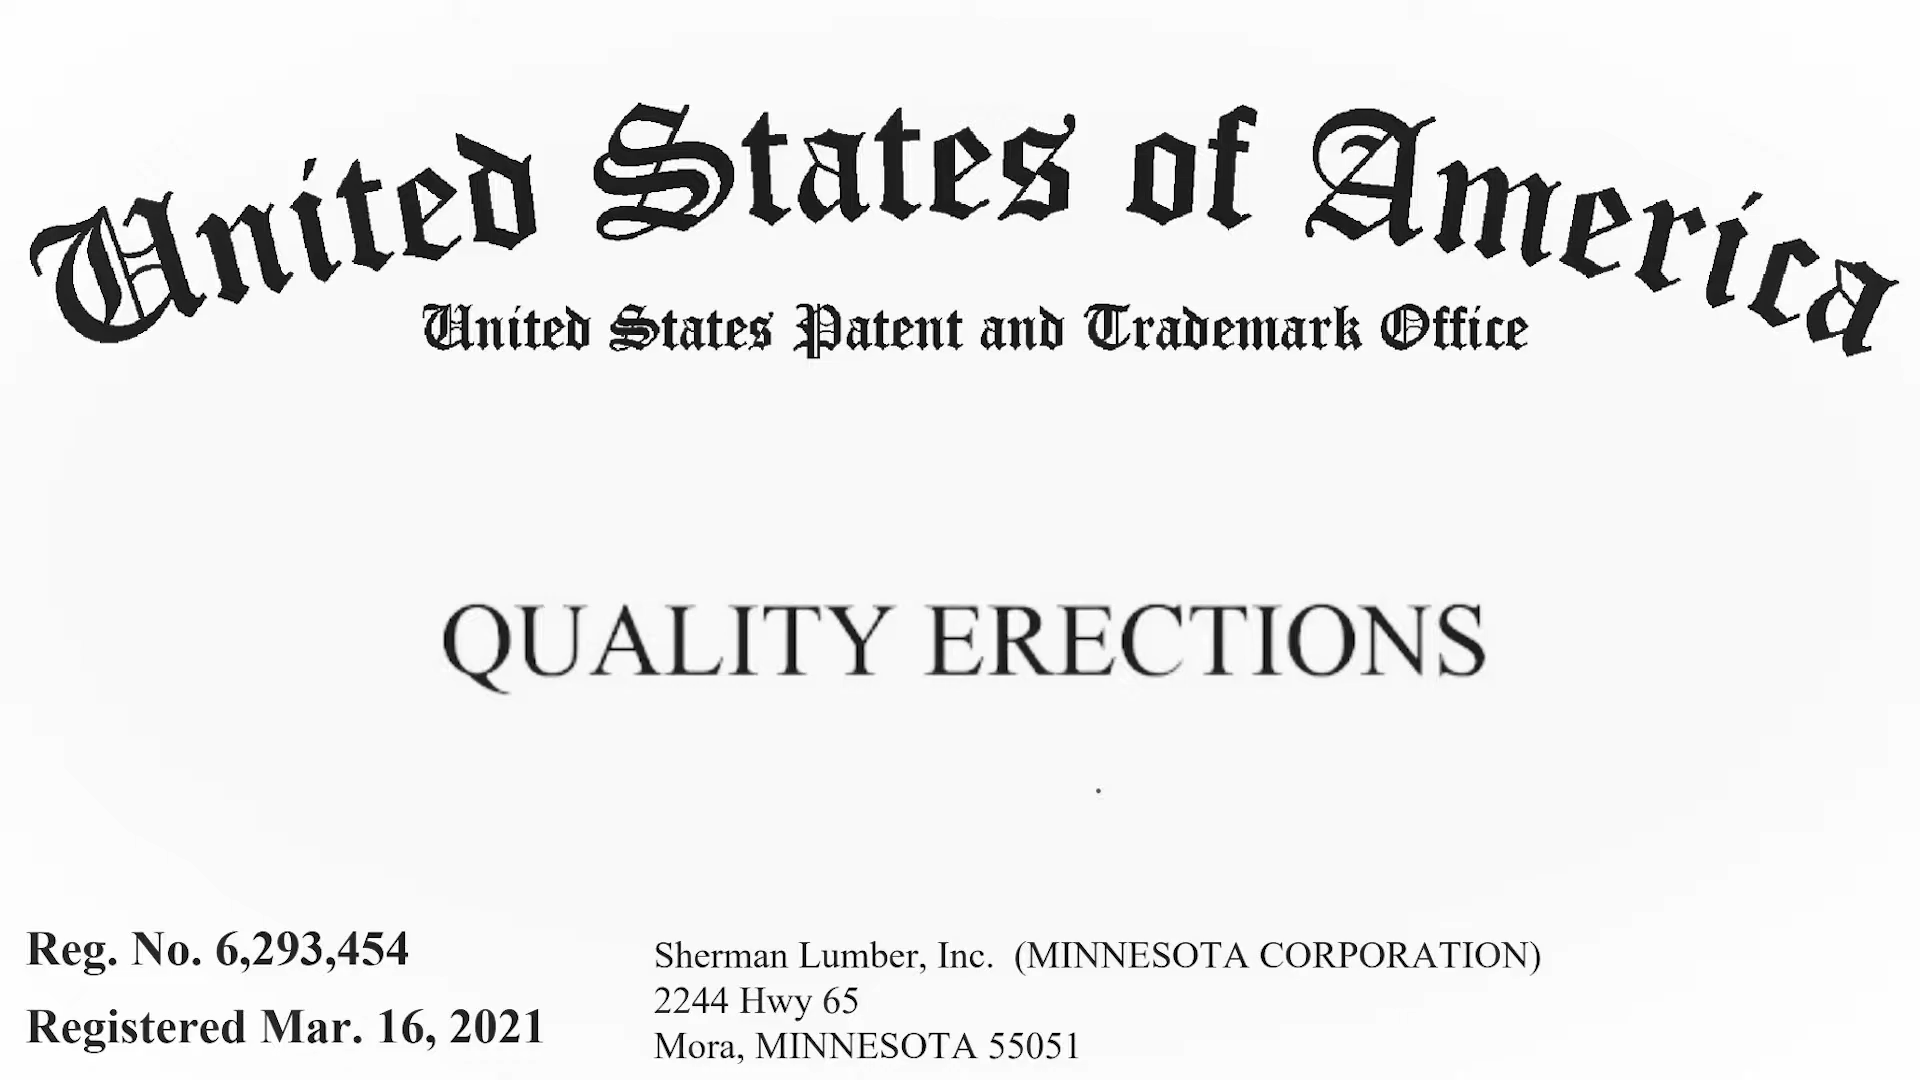 United States of America
United States Patent and Trademark Office
QUALITY ERECTIONS
Reg. No. 6,293,454
Registered Mar. 16, 2021
Sherman Lumber, Inc. (MINNESOTA CORPORATION)
2244 Hwy 65
Mora, MINNESOTA 55051